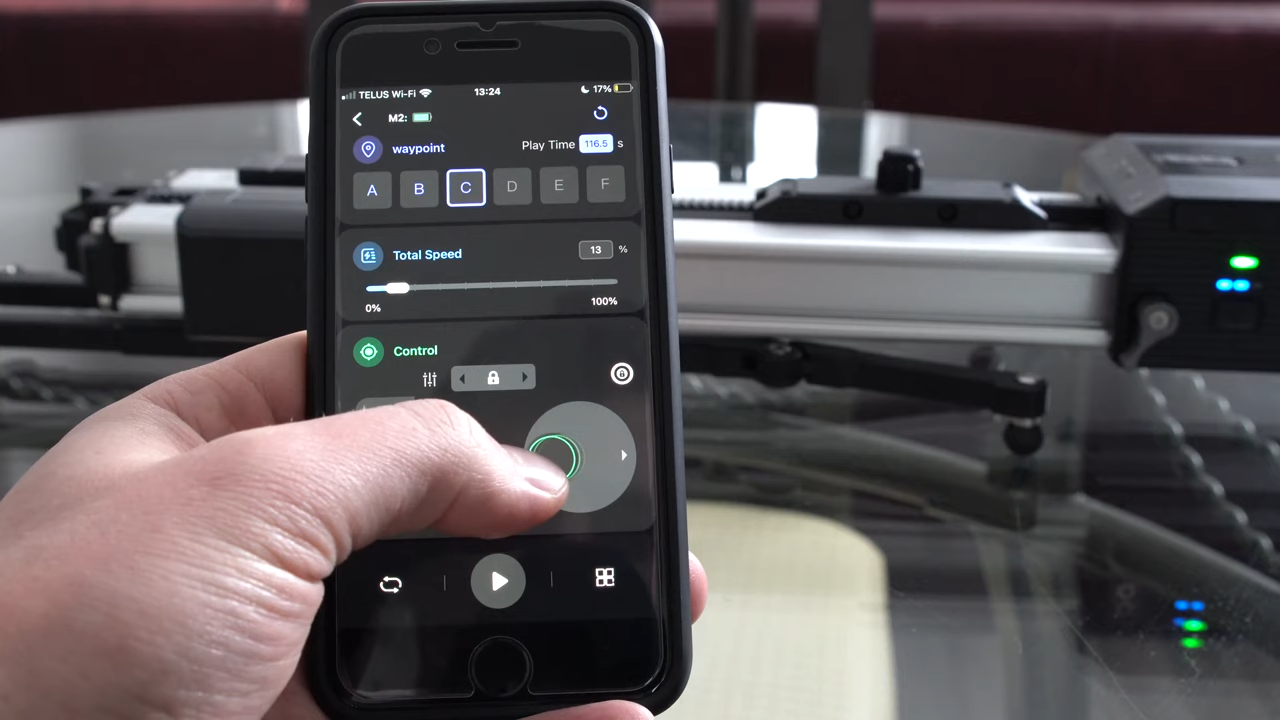 TELUS Wi-Fi 13:24 17%
M2:
waypoint Play Time 116.5 s
A B C D E F
Total Speed 13 %
0% 100%
Control